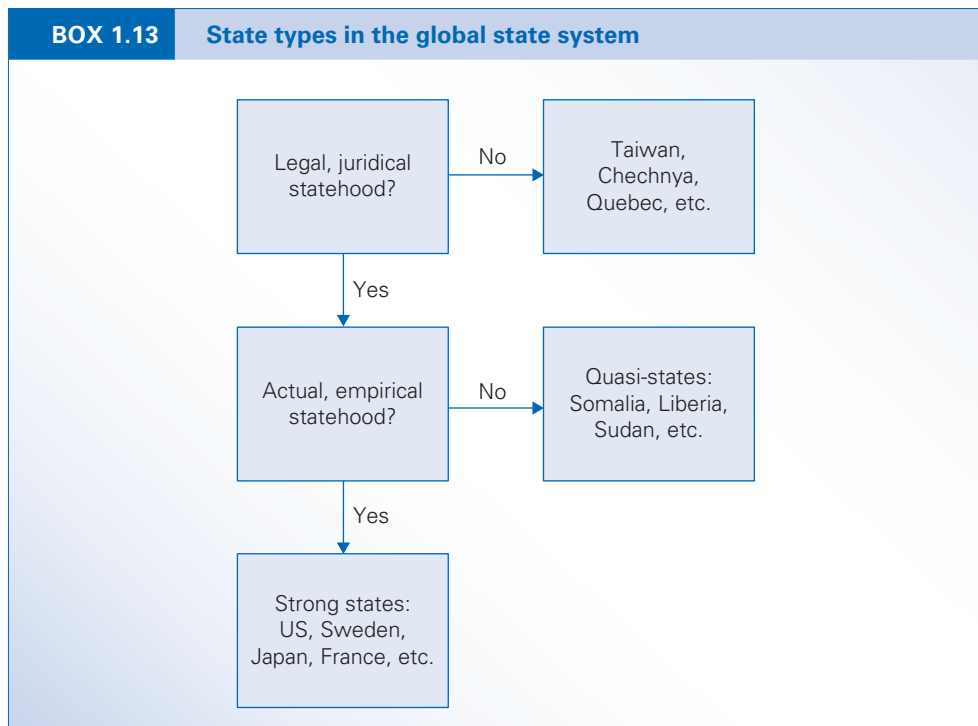 BOX 1.13 State types in the global state system
Legal, juridical
statehood?
No
Taiwan,
Chechnya,
Quebec, etc.
Yes
Actual, empirical
statehood?
No
Quasi-states:
Somalia, Liberia,
Sudan, etc.
Yes
Strong states:
US, Sweden,
Japan, France, etc.